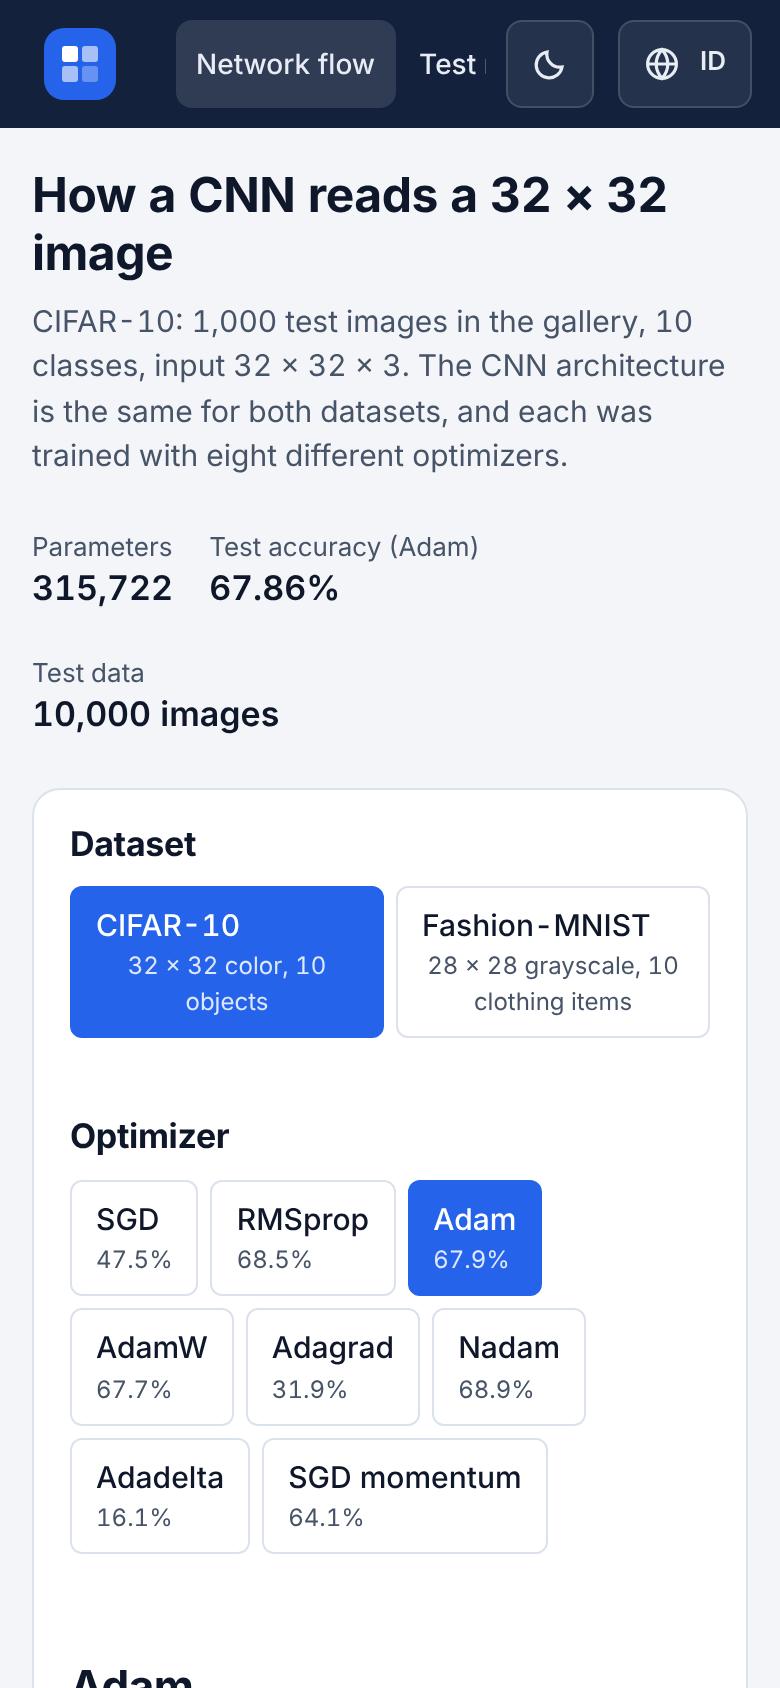 Network flow
Test
ID
How a CNN reads a 32 × 32
image
CIFAR-10: 1,000 test images in the gallery, 10
classes, input 32 × 32 × 3. The CNN architecture
is the same for both datasets, and each was
trained with eight different optimizers.
Parameters
315,722
Test accuracy (Adam)
67.86%
Test data
10,000 images
Dataset
CIFAR-10
32 × 32 color, 10
objects
Fashion-MNIST
28 × 28 grayscale, 10
clothing items
Optimizer
SGD
47.5%
RMSprop
68.5%
Adam
67.9%
AdamW
67.7%
Adagrad
31.9%
Nadam
68.9%
Adadelta
16.1%
SGD momentum
64.1%
Adam